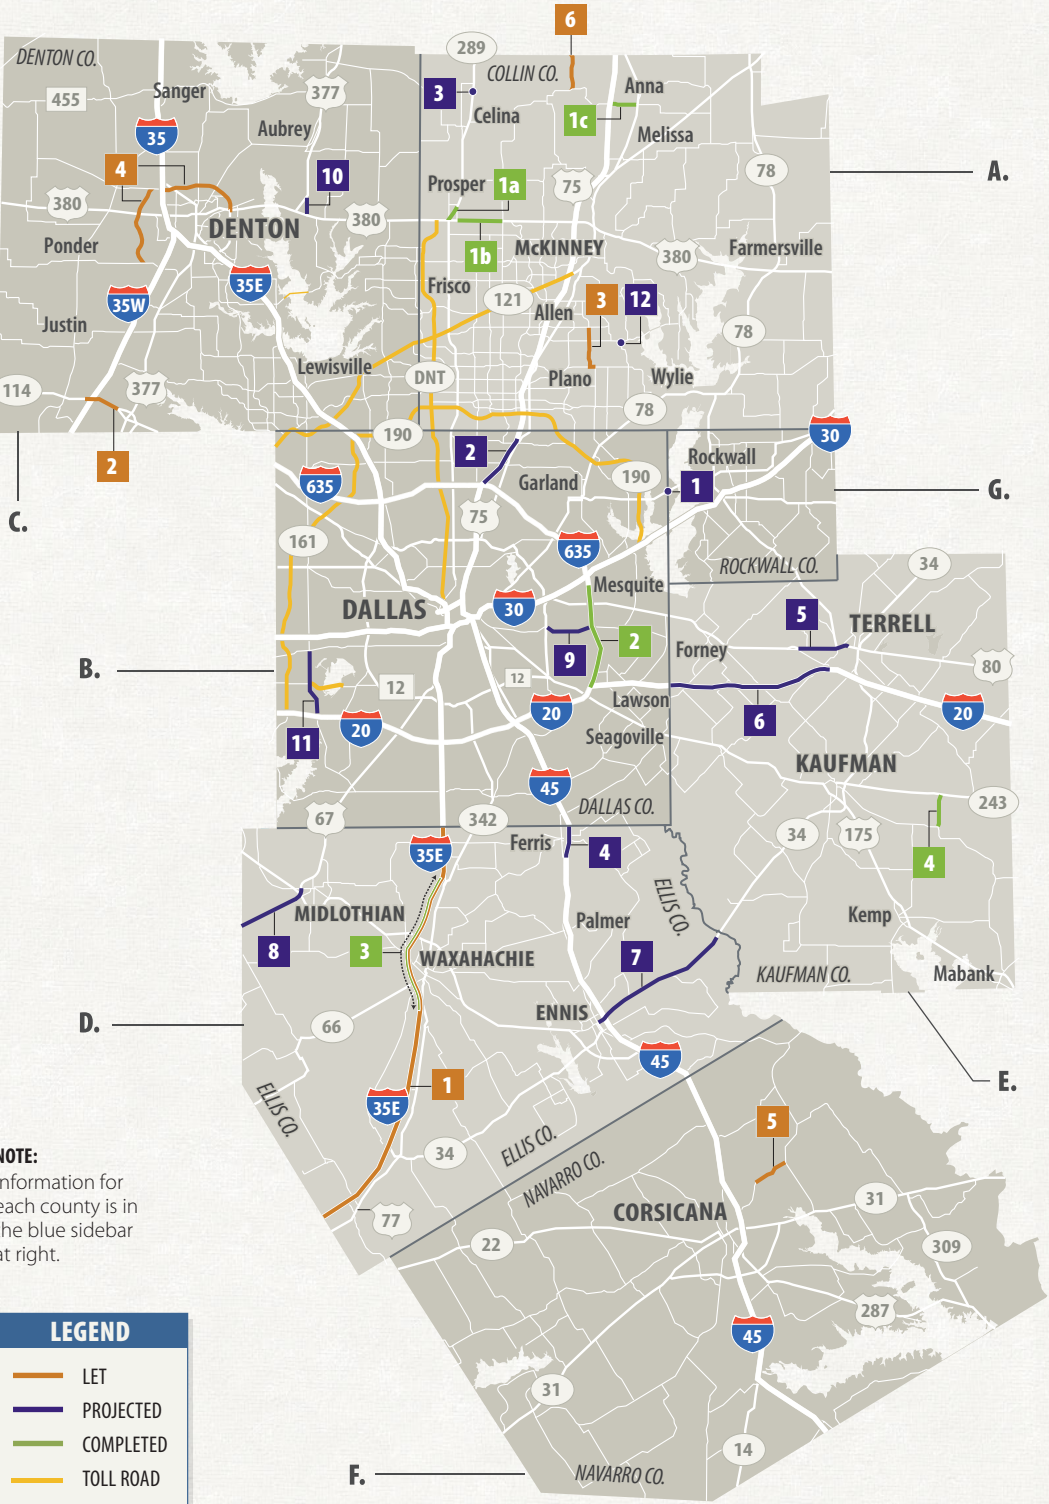 6
DENTON CO.
289
COLLIN CO.
455
Sanger
377
3
Celina
Anna
1c
Melissa
35
Aubrey
4
10
Prosper
1a
75
78
A.
380
DENTON
380
1b
McKINNEY
Ponder
380
Farmersville
35E
Frisco
121
35W
Allen
3
12
Justin
78
Lewisville
DNT
Plano
Wylie
114
377
78
190
30
2
2
Rockwall
635
Garland
190
1
G.
C.
75
161
635
ROCKWALL CO.
34
Mesquite
DALLAS
30
5
TERRELL
2
9
Forney
B.
80
12
12
Lawson
20
6
20
11
20
Seagoville
KAUFMAN
45
DALLAS CO.
243
67
342
34
175
35E
Ferris
4
4
ELLIS CO.
MIDLOTHIAN
Palmer
Kemp
8
3
WAXAHACHIE
7
KAUFMAN CO.
Mabank
D.
66
ENNIS
45
1
E.
35E
ELLIS CO.
5
34
ELLIS CO.
NAVARRO CO.
NOTE:
Information for
each county is in
the blue sidebar
at right.
77
CORSICANA
31
22
309
287
LEGEND
45
LET
31
PROJECTED
COMPLETED
14
TOLL ROAD
F.
NAVARRO CO.